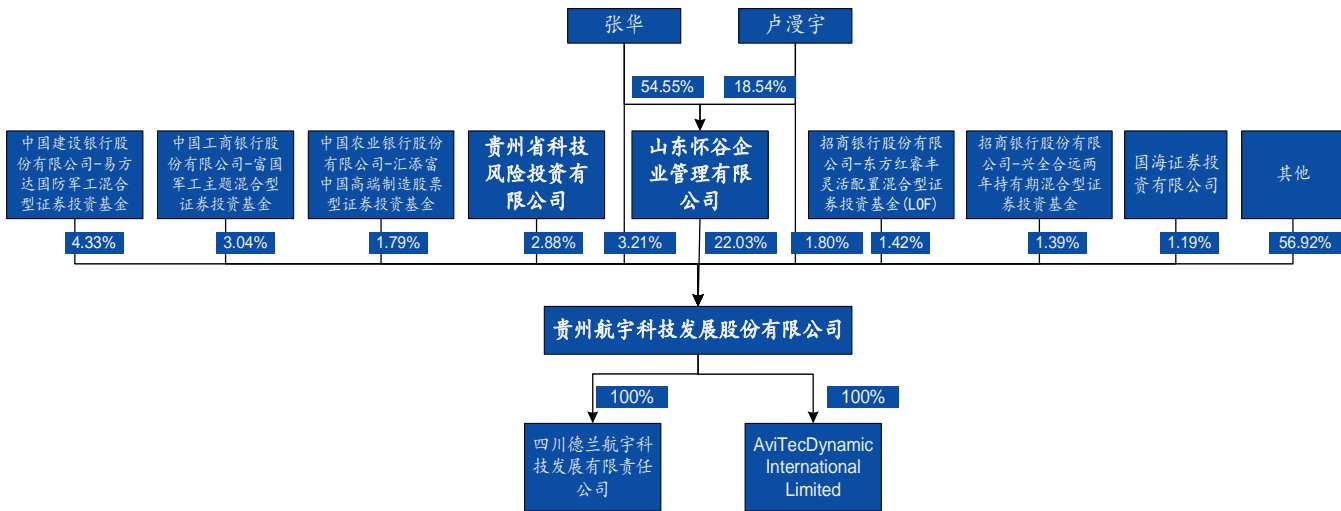 张华
卢漫宇
54.55%
18.54%
中国建设银行股
份有限公司-易方
达国防军工混合
型证券投资基金
中国工商银行股
份有限公司-富国
军工主题混合型
证券投资基金
中国农业银行股份
有限公司-汇添富
中国高端制造股票
型证券投资基金
贵州省科技
风险投资有
限公司
山东怀谷企
业管理有限
公司
招商银行股份有限
公司-东方红睿丰
灵活配置混合型证
券投资基金(LOF)
招商银行股份有限
公司-兴全合远两
年持有期混合型证
券投资基金
国海证券投
资有限公司
其他
4.33%
3.04%
1.79%
2.88%
3.21%
22.03%
1.80%
1.42%
1.39%
1.19%
56.92%
贵州航宇科技发展股份有限公司
100%
100%
四川德兰航宇科
技发展有限责任
公司
AviTecDynamic
International
Limited